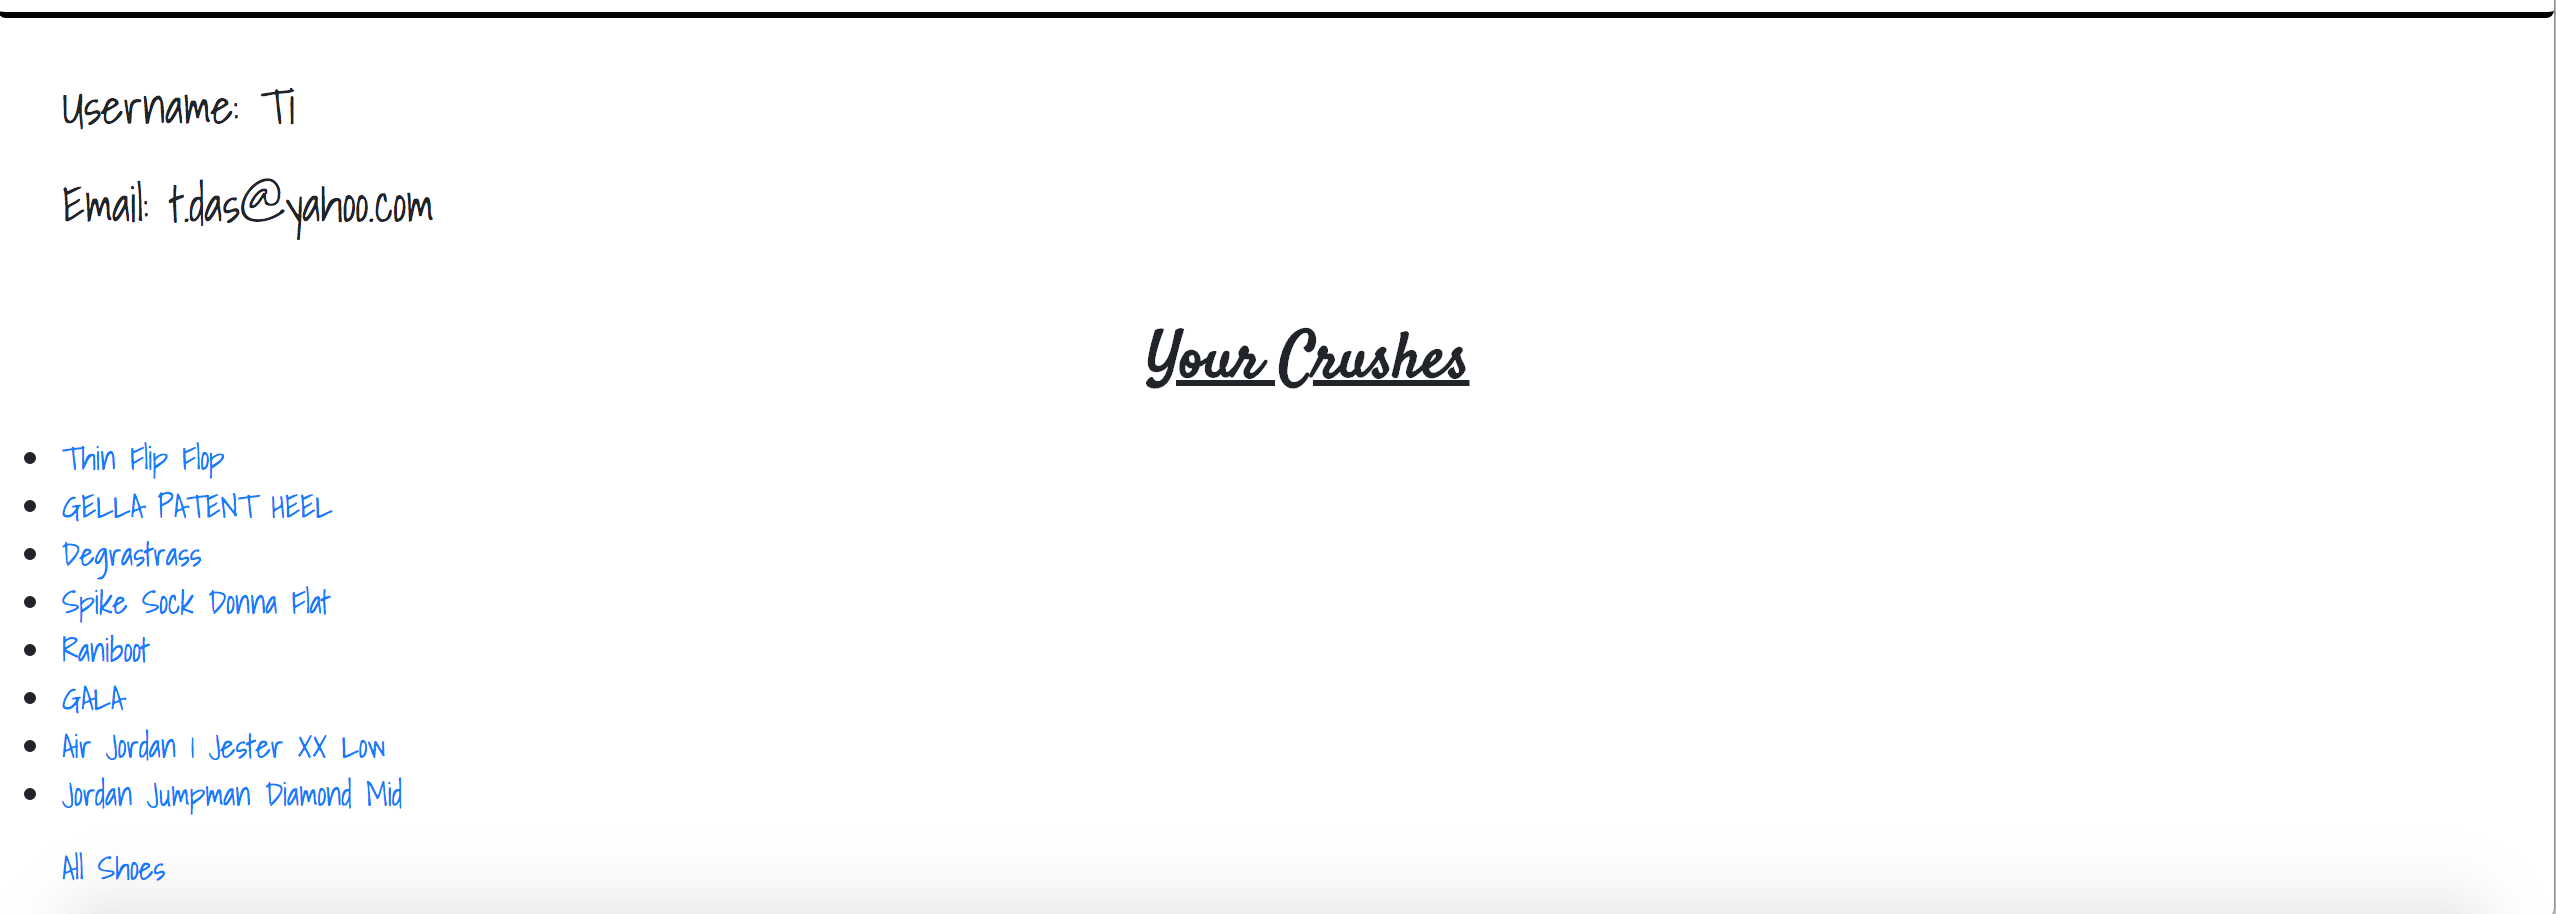 Username: Ti
Email: t.das@yahoo.com
Your Crushes
Thin Flip Flop
GELLA PATENT HEEL
Degrastrass
Spike Sock Donna Flat
Raniboot
GALA
Air Jordan 1 Jester XX Low
Jordan Jumpman Diamond Mid
All Shoes